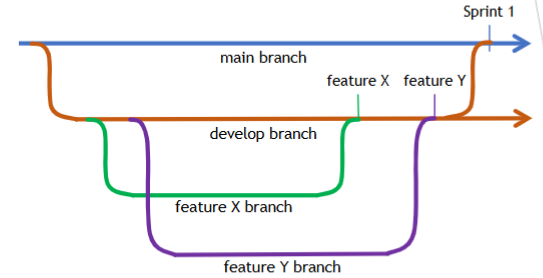 Sprint 1
main branch
feature X
feature Y
develop branch
feature X branch
feature Y branch